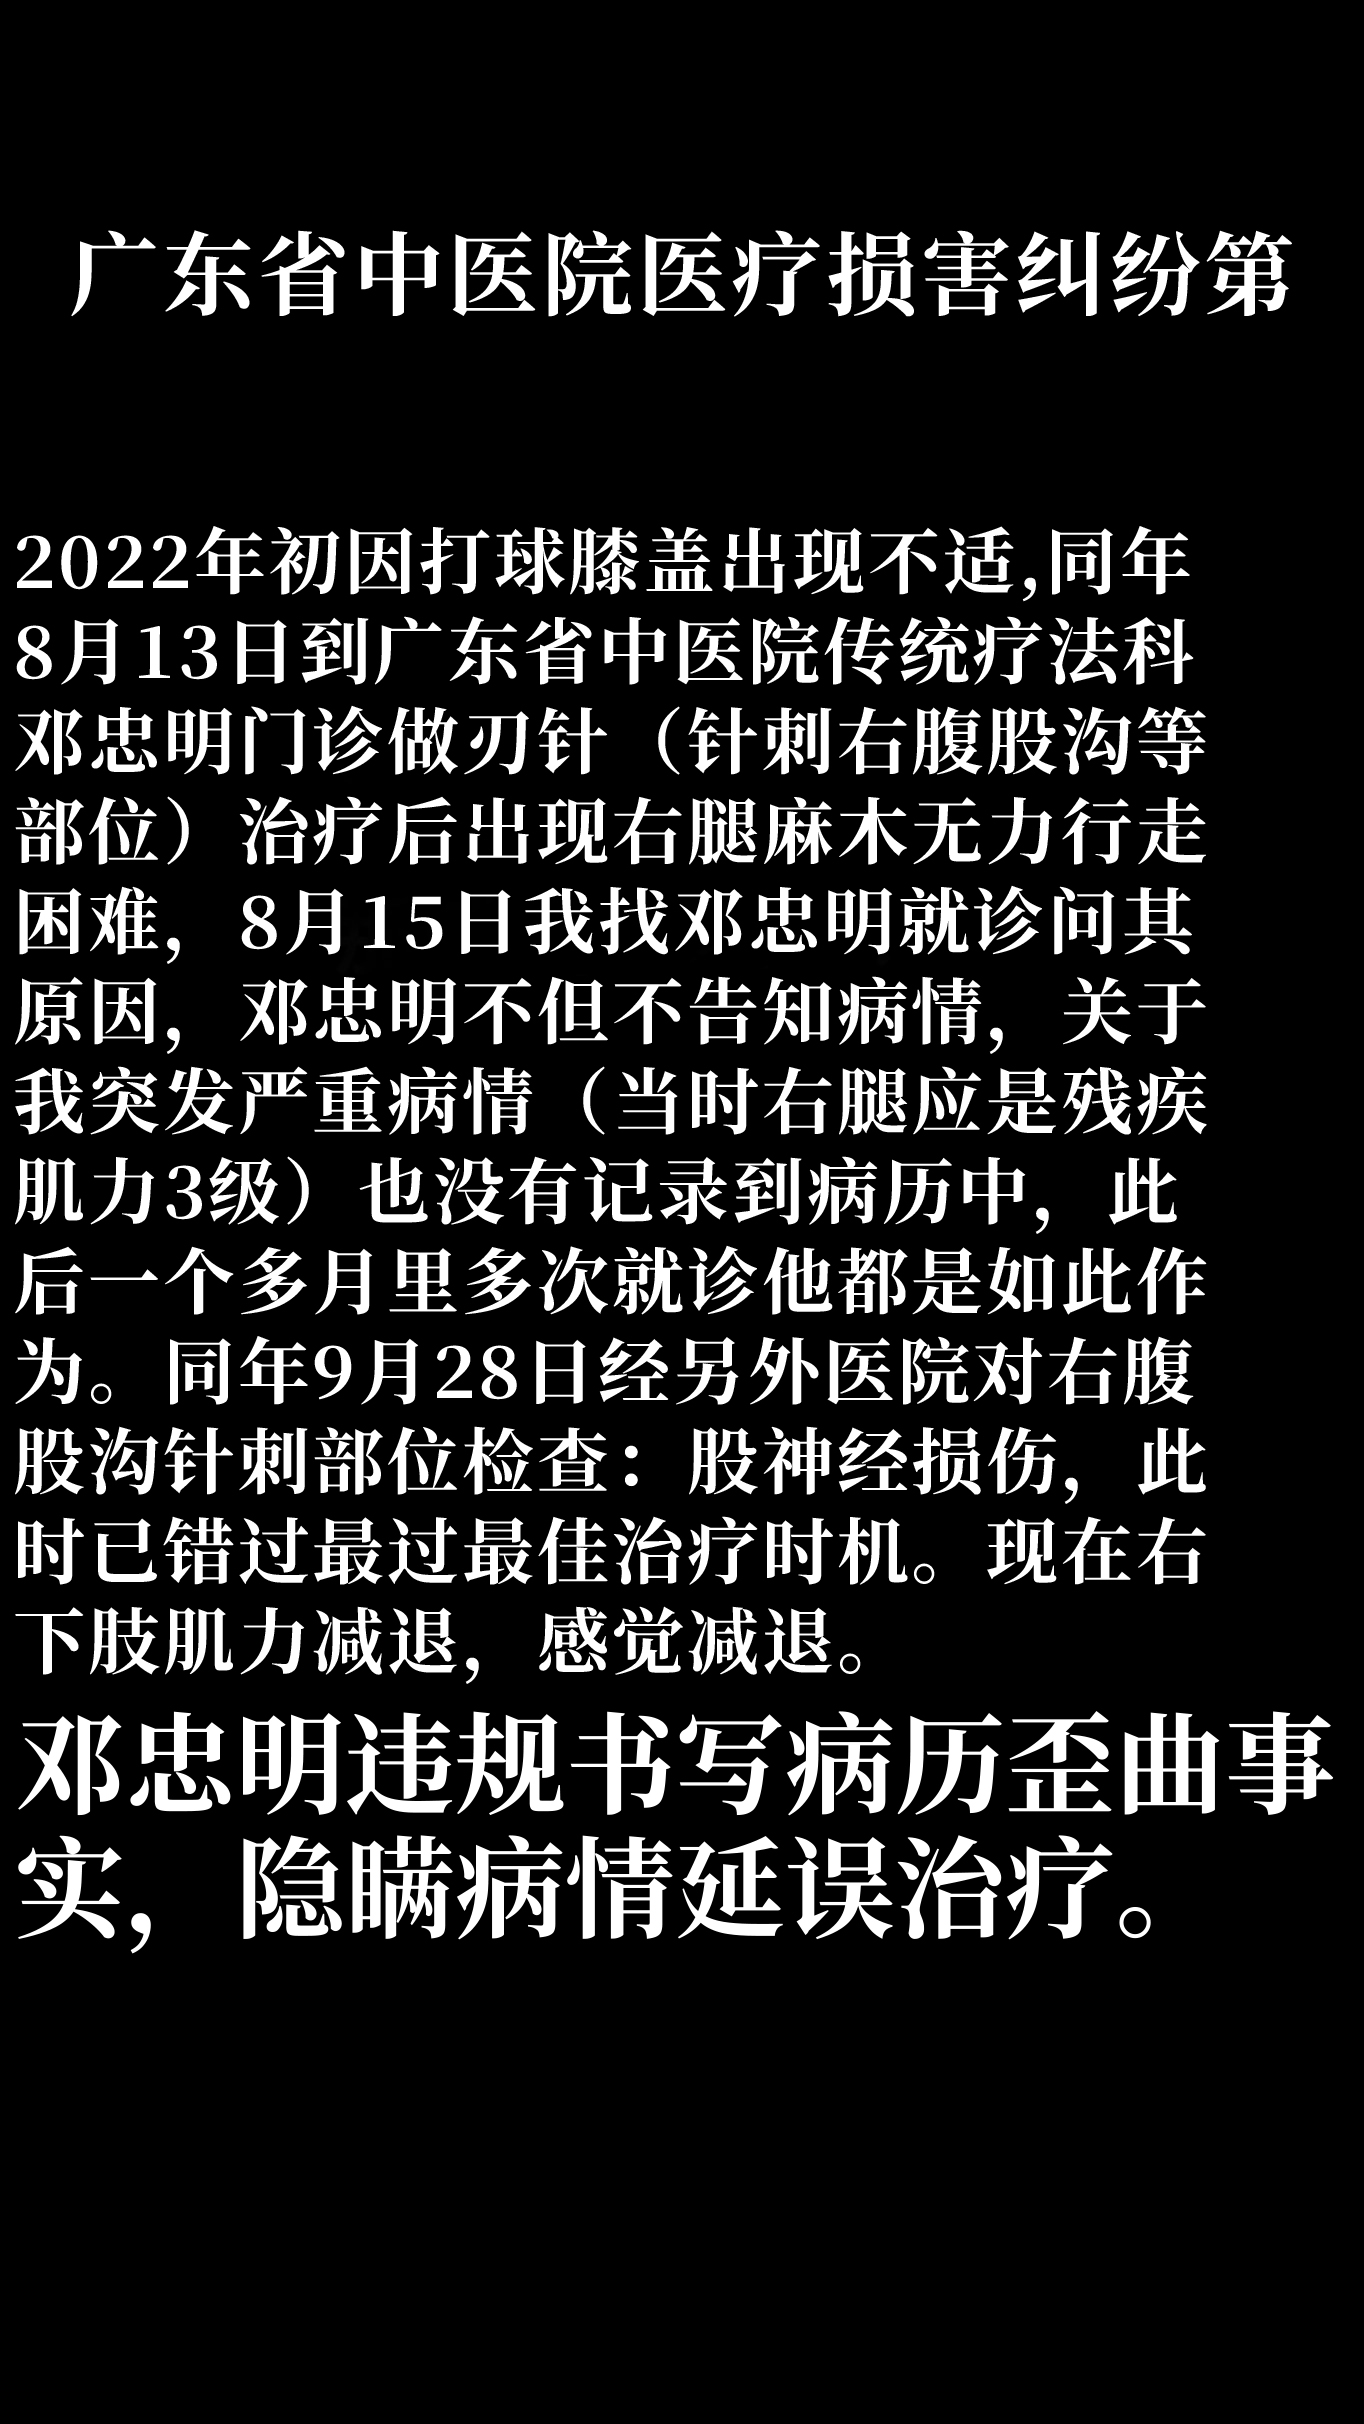 广东省中医院医疗损害纠纷第
2022年初因打球膝盖出现不适,同年
8月13日到广东省中医院传统疗法科
邓忠明门诊做刃针（针刺右腹股沟等
部位）治疗后出现右腿麻木无力行走
困难，8月15日我找邓忠明就诊问其
原因，邓忠明不但不告知病情，关于
我突发严重病情（当时右腿应是残疾
肌力3级）也没有记录到病历中，此
后一个多月里多次就诊他都是如此作
为。同年9月28日经另外医院对右腹
股沟针刺部位检查：股神经损伤，此
时已错过最过最佳治疗时机。现在右
下肢肌力减退，感觉减退。
邓忠明违规书写病历歪曲事
实，隐瞒病情延误治疗。